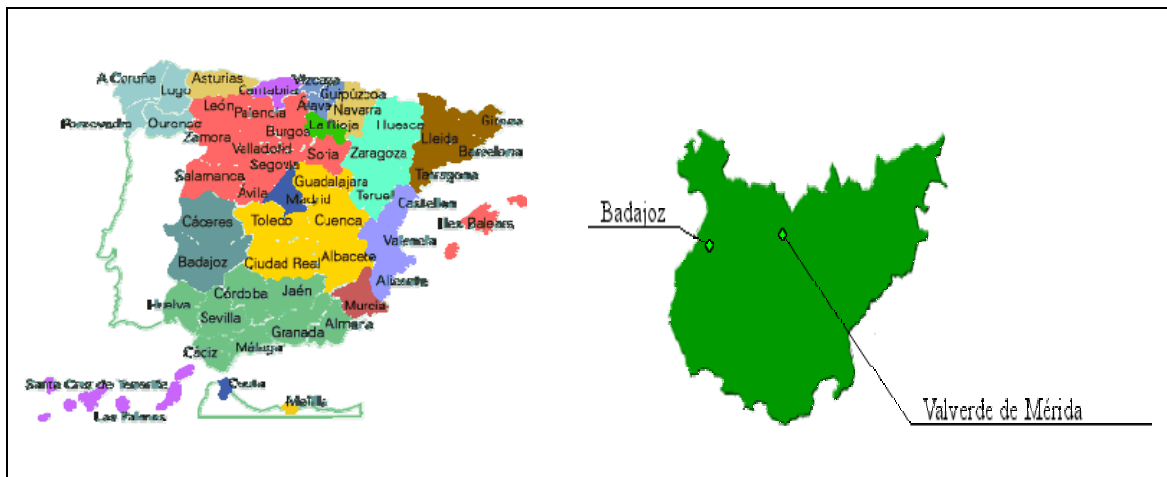 A Coruña
Lugo
Asturias
Cantabria
Vizcaya
Guipúzcoa
Álava
Navarra
Pontevedra
Ourense
León
Palencia
Burgos
La Rioja
Huesca
Lleida
Girona
Barcelona
Zamora
Valladolid
Soria
Zaragoza
Segovia
Tarragona
Salamanca
Ávila
Guadalajara
Madrid
Teruel
Castellón
Cáceres
Toledo
Cuenca
Illes Balears
Valencia
Badajoz
Ciudad Real
Albacete
Alicante
Huelva
Córdoba
Jaén
Murcia
Sevilla
Granada
Almería
Cádiz
Málaga
Santa Cruz de Tenerife
Ceuta
Las Palmas
Melilla
Badajoz
Valverde de Mérida